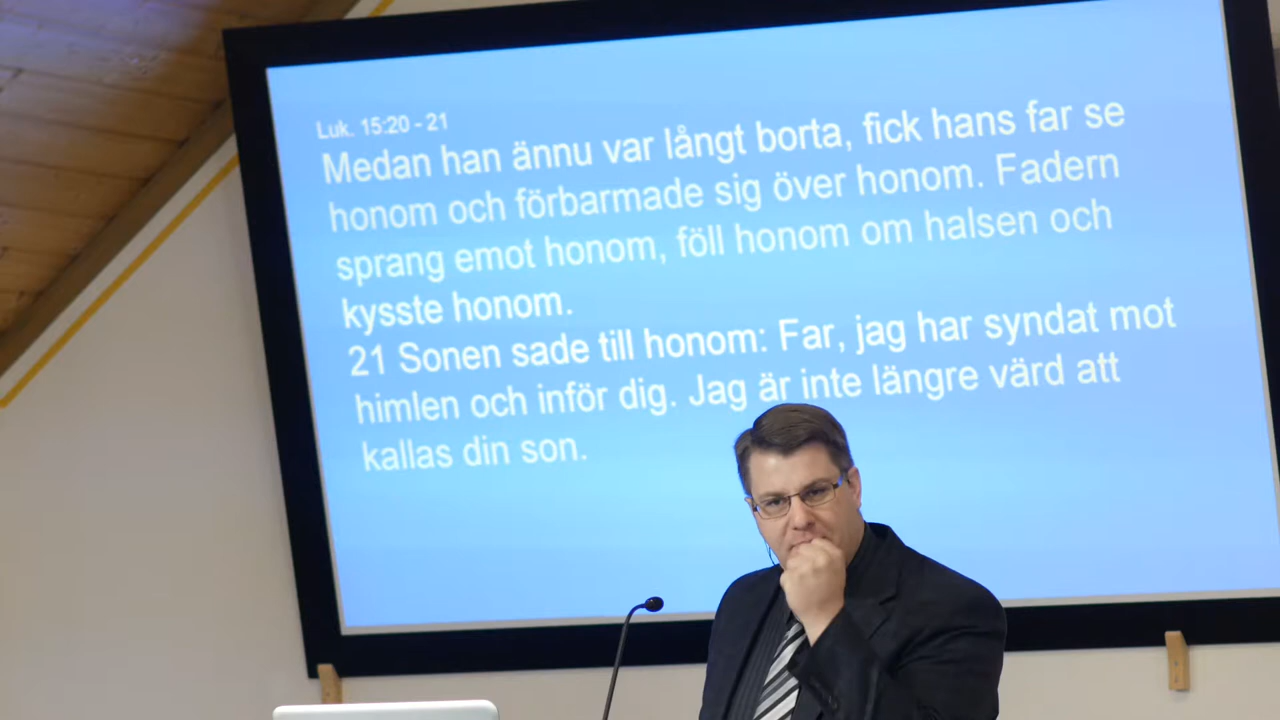 Luk. 15:20 - 21
Medan han ännu var långt borta, fick hans far se
honom och förbarmade sig över honom. Fadern
sprang emot honom, föll honom om halsen och
kysste honom.
21 Sonen sade till honom: Far, jag har syndat mot
himlen och inför dig. Jag är inte längre värd att
kallas din son.